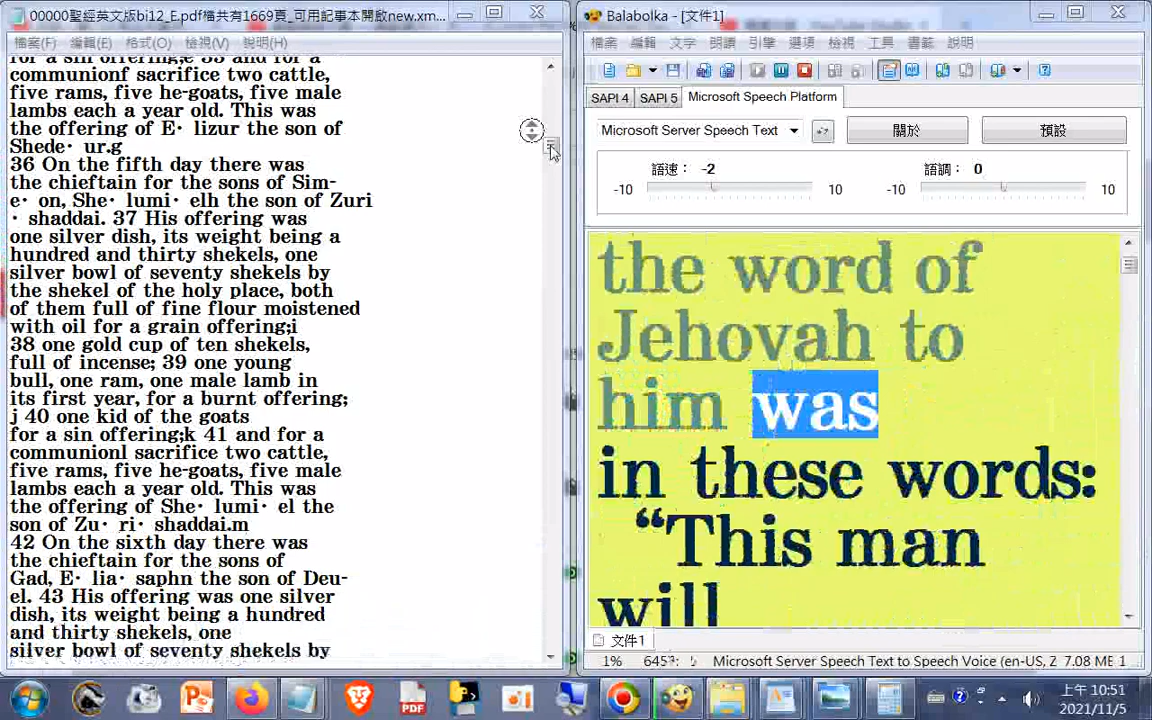 00000聖經英文版bi12_E.pdf檔共有1669頁_可用記事本開啟new.xm...
檔案(F) 編輯(E) 格式(O) 檢視(V) 說明(H)
for a sin offering;e 35 and for a
communionf sacrifice two cattle,
five rams, five he-goats, five male
lambs each a year old. This was
the offering of E· lizur the son of
Shede· ur.g
36 On the fifth day there was
the chieftain for the sons of Sim-
e· on, She· lumi· elh the son of Zuri
· shaddai. 37 His offering was
one silver dish, its weight being a
hundred and thirty shekels, one
silver bowl of seventy shekels by
the shekel of the holy place, both
of them full of fine flour moistened
with oil for a grain offering;i
38 one gold cup of ten shekels,
full of incense; 39 one young
bull, one ram, one male lamb in
its first year, for a burnt offering;
j 40 one kid of the goats
for a sin offering;k 41 and for a
communionl sacrifice two cattle,
five rams, five he-goats, five male
lambs each a year old. This was
the offering of She· lumi· el the
son of Zu· ri· shaddai.m
42 On the sixth day there was
the chieftain for the sons of
Gad, E· lia· saphn the son of Deu-
el. 43 His offering was one silver
dish, its weight being a hundred
and thirty shekels, one
silver bowl of seventy shekels by
Balabolka - [文件1]
檔案 編輯 文字 朗讀 引擎 選項 檢視 工具 書籤 說明
SAPI 4 SAPI 5 Microsoft Speech Platform
Microsoft Server Speech Text 關於 預設
語速： -2 語調： 0
-10 10 -10 10
the word of
Jehovah to
him was
in these words:
“This man
will
文件1
1% Microsoft Server Speech Text to Speech Voice (en-US, Z 7.08 ME 1
PDF
上午 10:51
2021/11/5